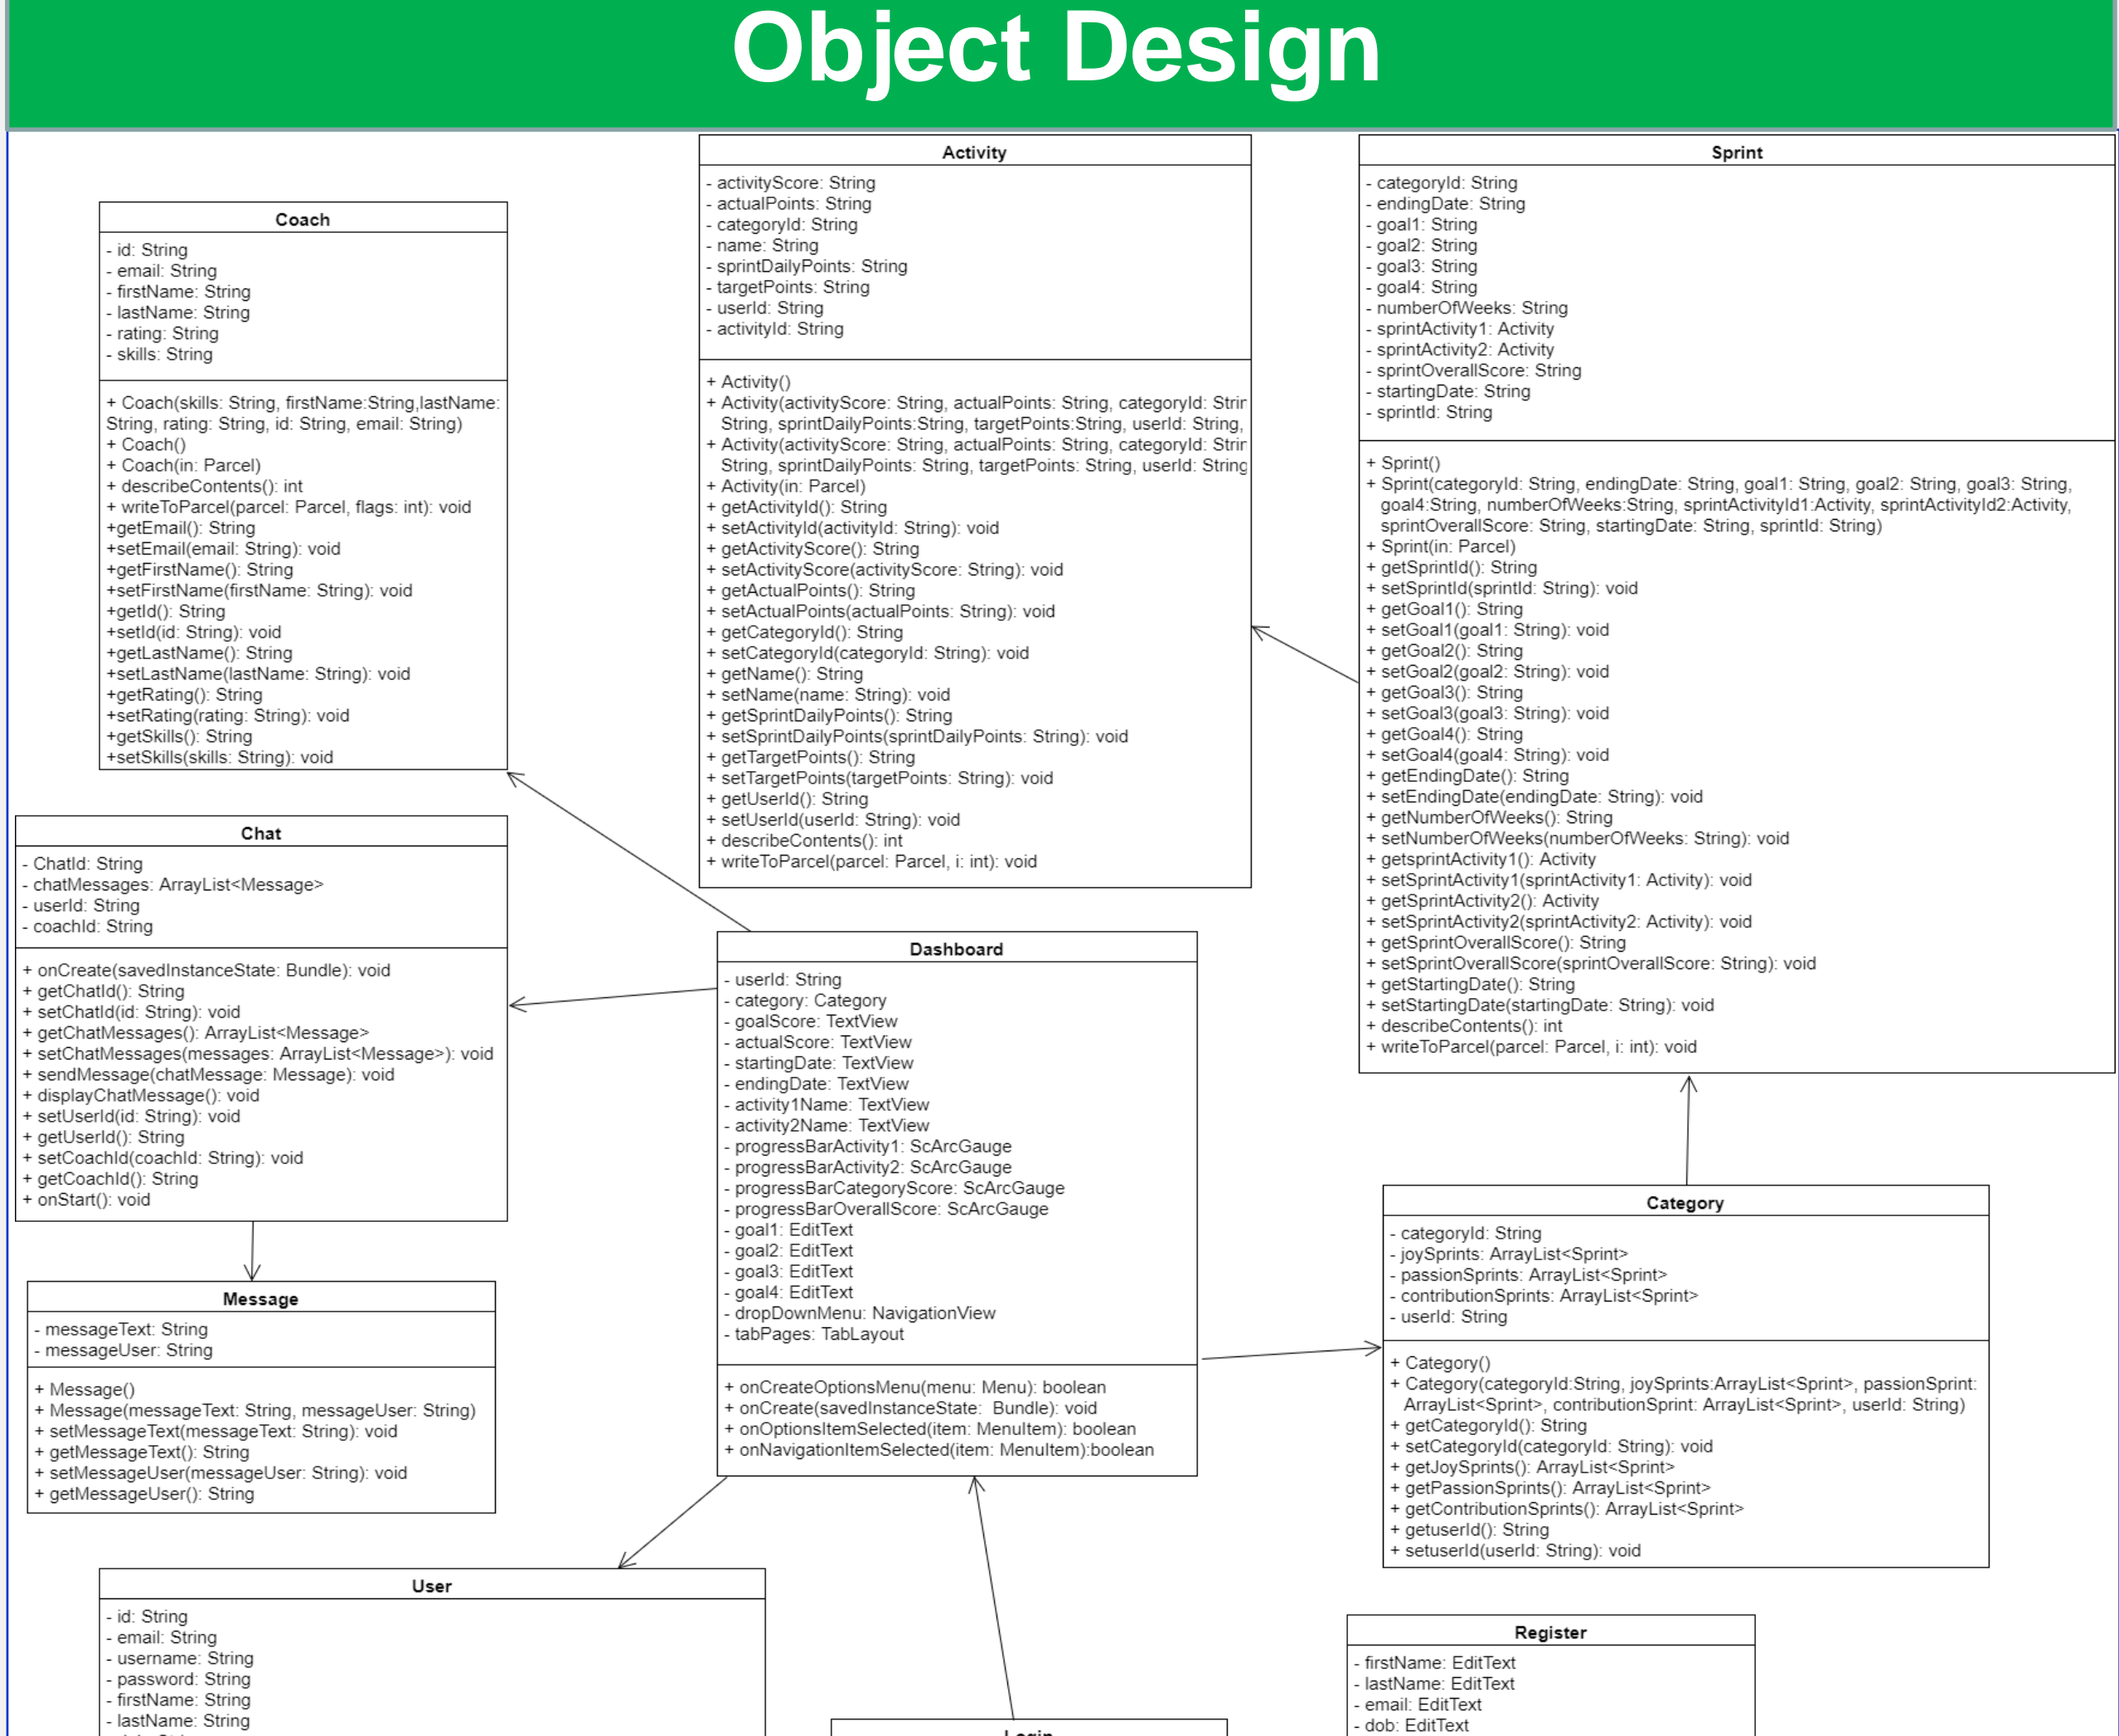 Object Design
Coach
- id: String
- email: String
- firstName: String
- lastName: String
- rating: String
- skills: String
+ Coach(skills: String, firstName:String,lastName:
String, rating: String, id: String, email: String)
+ Coach()
+ Coach(in: Parcel)
+ describeContents(): int
+ writeToParcel(parcel: Parcel, flags: int): void
+getEmail(): String
+setEmail(email: String): void
+getFirstName(): String
+setFirstName(firstName: String): void
+getId(): String
+setId(id: String): void
+getLastName(): String
+setLastName(lastName: String): void
+getRating(): String
+setRating(rating: String): void
+getSkills(): String
+setSkills(skills: String): void
Activity
- activityScore: String
- actualPoints: String
- categoryId: String
- name: String
- sprintDailyPoints: String
- targetPoints: String
- userId: String
- activityId: String
+ Activity()
+ Activity(activityScore: String, actualPoints: String, categoryId: Strin
String, sprintDailyPoints:String, targetPoints:String, userId: String,
+ Activity(activityScore: String, actualPoints: String, categoryId: Strin
String, sprintDailyPoints: String, targetPoints: String, userId: String
+ Activity(in: Parcel)
+ getActivityId(): String
+ setActivityId(activityId: String): void
+ getActivityScore(): String
+ setActivityScore(activityScore: String): void
+ getActualPoints(): String
+ setActualPoints(actualPoints: String): void
+ getCategoryId(): String
+ setCategoryId(categoryId: String): void
+ getName(): String
+ setName(name: String): void
+ getSprintDailyPoints(): String
+ setSprintDailyPoints(sprintDailyPoints: String): void
+ getTargetPoints(): String
+ setTargetPoints(targetPoints: String): void
+ getUserId(): String
+ setUserId(userId: String): void
+ describeContents(): int
+ writeToParcel(parcel: Parcel, i: int): void
Sprint
- categoryId: String
- endingDate: String
- goal1: String
- goal2: String
- goal3: String
- goal4: String
- numberOfWeeks: String
- sprintActivity1: Activity
- sprintActivity2: Activity
- sprintOverallScore: String
- startingDate: String
- sprintId: String
+ Sprint()
+ Sprint(categoryId: String, endingDate: String, goal1: String, goal2: String, goal3: String,
goal4:String, numberOfWeeks:String, sprintActivityId1:Activity, sprintActivityId2:Activity,
sprintOverallScore: String, startingDate: String, sprintId: String)
+ Sprint(in: Parcel)
+ getSprintId(): String
+ setSprintId(sprintId: String): void
+ getGoal1(): String
+ setGoal1(goal1: String): void
+ getGoal2(): String
+ setGoal2(goal2: String): void
+ getGoal3(): String
+ setGoal3(goal3: String): void
+ getGoal4(): String
+ setGoal4(goal4: String): void
+ getEndingDate(): String
+ setEndingDate(endingDate: String): void
+ getNumberOfWeeks(): String
+ setNumberOfWeeks(numberOfWeeks: String): void
+ getsprintActivity1(): Activity
+ setSprintActivity1(sprintActivity1: Activity): void
+ getSprintActivity2(): Activity
+ setSprintActivity2(sprintActivity2: Activity): void
+ getSprintOverallScore(): String
+ setSprintOverallScore(sprintOverallScore: String): void
+ getStartingDate(): String
+ setStartingDate(startingDate: String): void
+ describeContents(): int
+ writeToParcel(parcel: Parcel, i: int): void
Chat
- ChatId: String
- chatMessages: ArrayList<Message>
- userId: String
- coachId: String
+ onCreate(savedInstanceState: Bundle): void
+ getChatId(): String
+ setChatId(id: String): void
+ getChatMessages(): ArrayList<Message>
+ setChatMessages(messages: ArrayList<Message>): void
+ sendMessage(chatMessage: Message): void
+ displayChatMessage(): void
+ setUserId(id: String): void
+ getUserId(): String
+ setCoachId(coachId: String): void
+ getCoachId(): String
+ onStart(): void
Dashboard
- userId: String
- category: Category
- goalScore: TextView
- actualScore: TextView
- startingDate: TextView
- endingDate: TextView
- activity1Name: TextView
- activity2Name: TextView
- progressBarActivity1: ScArcGauge
- progressBarActivity2: ScArcGauge
- progressBarCategoryScore: ScArcGauge
- progressBarOverallScore: ScArcGauge
- goal1: EditText
- goal2: EditText
- goal3: EditText
- goal4: EditText
- dropDownMenu: NavigationView
- tabPages: TabLayout
+ onCreateOptionsMenu(menu: Menu): boolean
+ onCreate(savedInstanceState:  Bundle): void
+ onOptionsItemSelected(item: MenuItem): boolean
+ onNavigationItemSelected(item: MenuItem):boolean
Category
- categoryId: String
- joySprints: ArrayList<Sprint>
- passionSprints: ArrayList<Sprint>
- contributionSprints: ArrayList<Sprint>
- userId: String
+ Category()
+ Category(categoryId:String, joySprints:ArrayList<Sprint>, passionSprint:
ArrayList<Sprint>, contributionSprint: ArrayList<Sprint>, userId: String)
+ getCategoryId(): String
+ setCategoryId(categoryId: String): void
+ getJoySprints(): ArrayList<Sprint>
+ getPassionSprints(): ArrayList<Sprint>
+ getContributionSprints(): ArrayList<Sprint>
+ getuserId(): String
+ setuserId(userId: String): void
Message
- messageText: String
- messageUser: String
+ Message()
+ Message(messageText: String, messageUser: String)
+ setMessageText(messageText: String): void
+ getMessageText(): String
+ setMessageUser(messageUser: String): void
+ getMessageUser(): String
User
- id: String
- email: String
- username: String
- password: String
- firstName: String
- lastName: String
Login
Register
- firstName: EditText
- lastName: EditText
- email: EditText
- dob: EditText